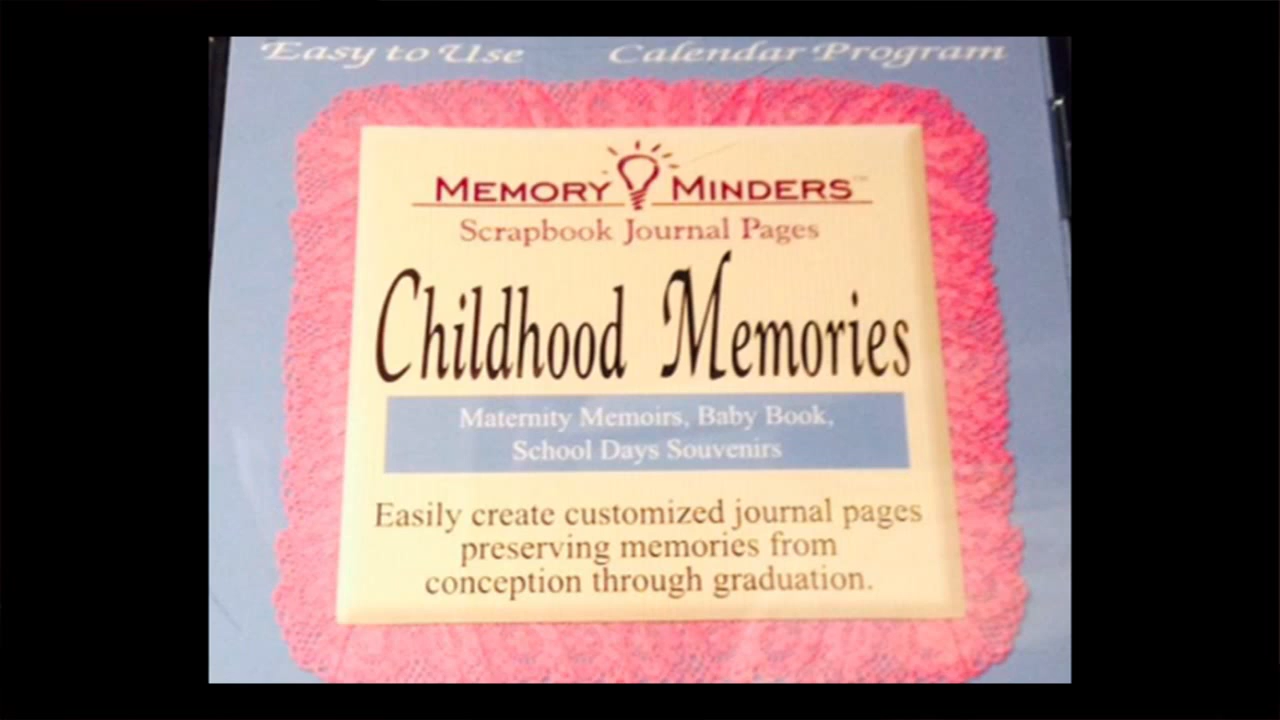 Easy to Use Calendar Program
MEMORY MINDERS™
Scrapbook Journal Pages
Childhood Memories
Maternity Memoirs, Baby Book,
School Days Souvenirs
Easily create customized journal pages
preserving memories from
conception through graduation.